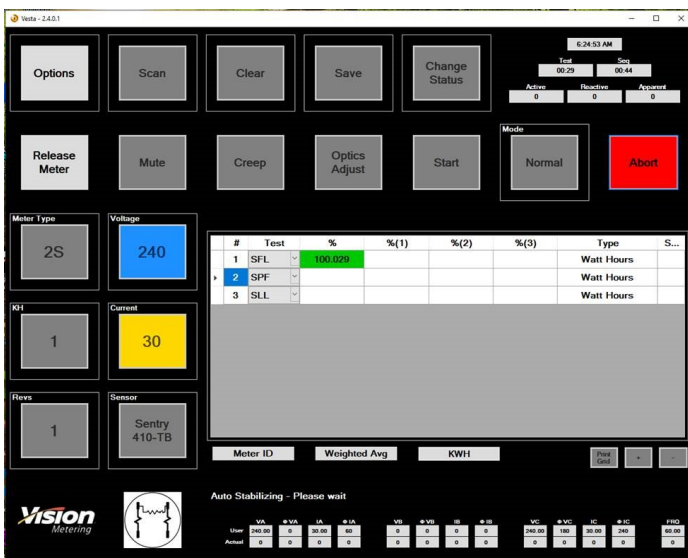 Vesta - 2.4.0.1
6:24:53 AM
Options
Scan
Clear
Save
Change
Status
Test Seq
00:29 00:44
Active Reactive Apparent
0 0 0
Mode
Release
Meter
Mute
Creep
Optics
Adjust
Start
Normal
Abort
Meter Type
2S
Voltage
240
# Test % %(1) %(2) %(3) Type S...
1 SFL 100.029 Watt Hours
2 SPF Watt Hours
3 SLL Watt Hours
KH
1
Current
30
Revs
1
Sensor
Sentry
410-TB
Meter ID Weighted Avg KWH
Print
Grid
+
-
Auto Stabilizing - Please wait
Vision
Metering
VA Φ VA IA Φ IA VB Φ VB IB Φ IB VC Φ VC IC Φ IC FRQ
User 240.00 0 30.00 60 0 0 0 0 240.00 180 30.00 240 60.00
Actual 0 0 0 0 0 0 0 0 0 0 0 0 0